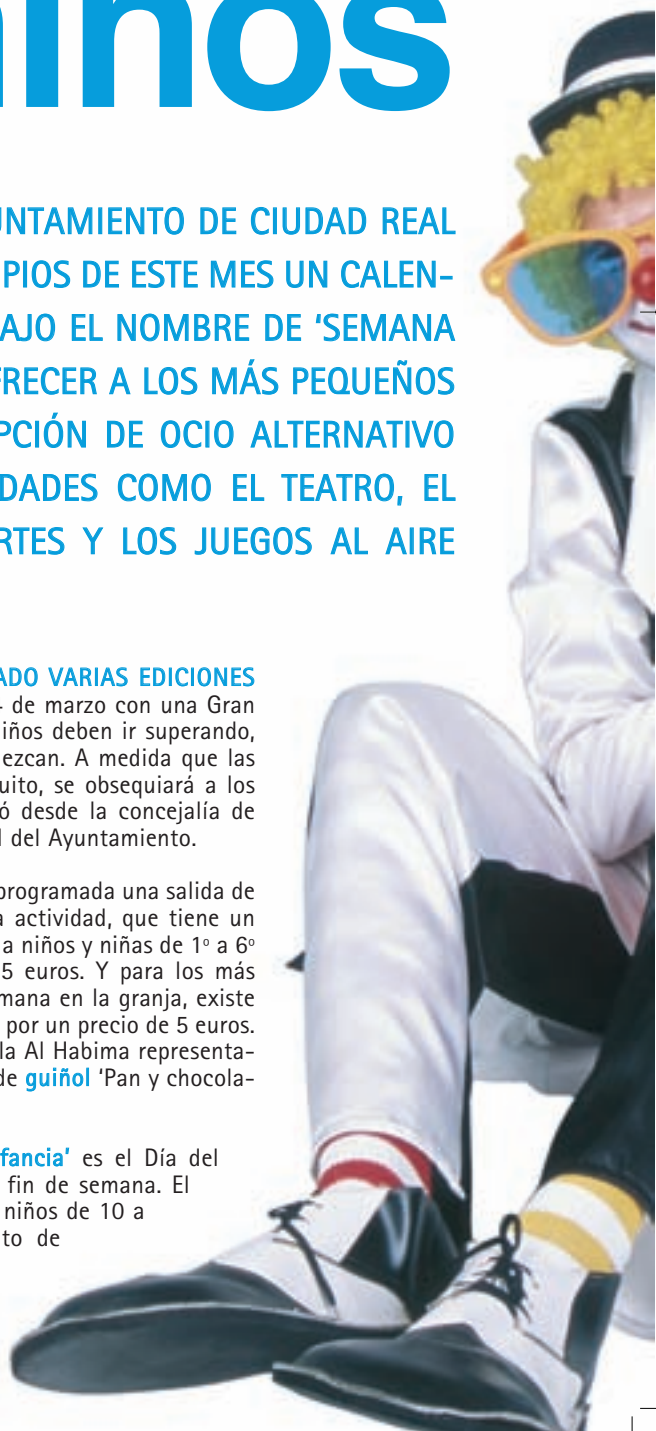 niños
UNTAMIENTO DE CIUDAD REAL
PIOS DE ESTE MES UN CALEN-
AJO EL NOMBRE DE ‘SEMANA
FRECER A LOS MÁS PEQUEÑOS
PCIÓN DE OCIO ALTERNATIVO
DADES COMO EL TEATRO, EL
RTES Y LOS JUEGOS AL AIRE
ADO VARIAS EDICIONES
de marzo con una Gran
iños deben ir superando,
ezcan. A medida que las
uito, se obsequiará a los
ó desde la concejalía de
l del Ayuntamiento.
programada una salida de
a actividad, que tiene un
a niños y niñas de 1º a 6º
5 euros. Y para los más
mana en la granja, existe
por un precio de 5 euros.
la Al Habima representa-
de guiñol ‘Pan y chocola-
fancia’ es el Día del
fin de semana. El
niños de 10 a
to de